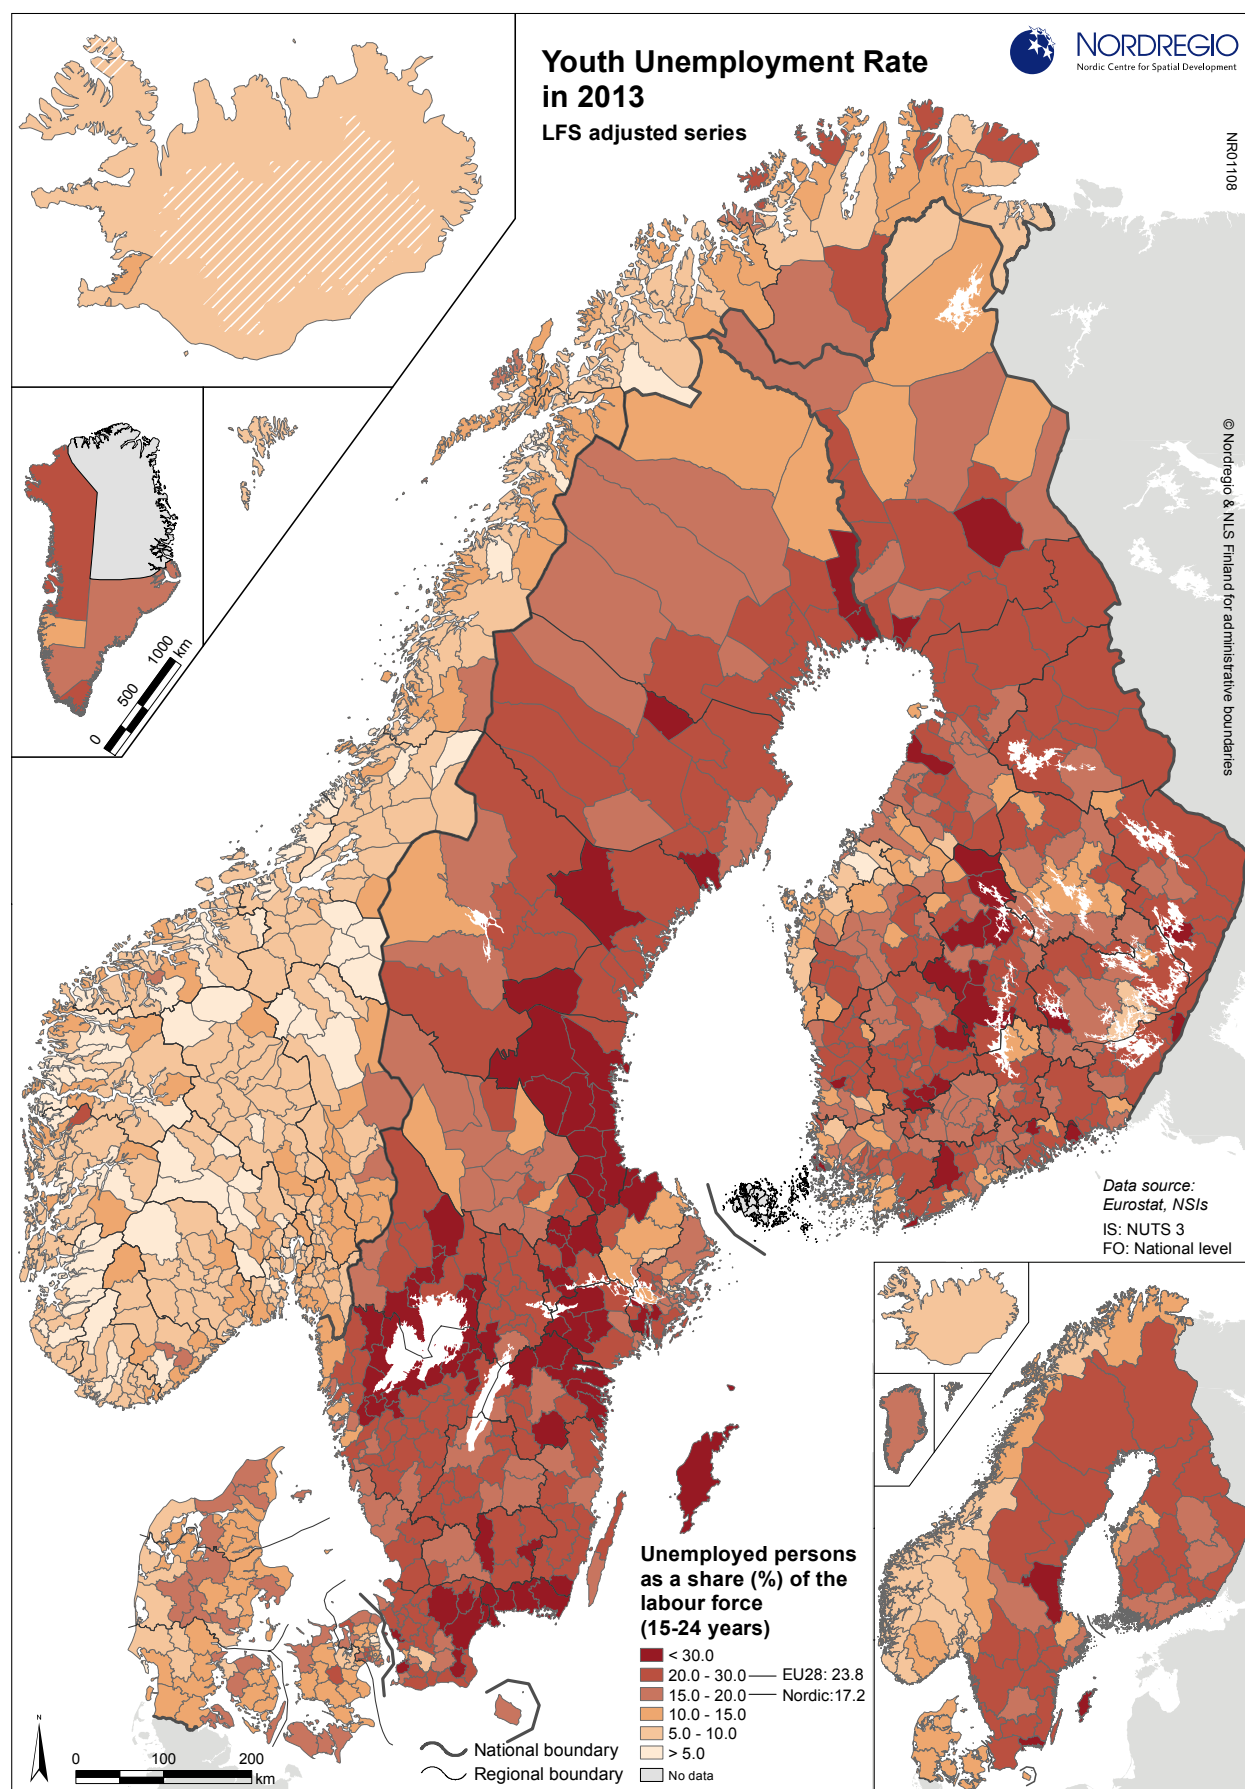 Youth Unemployment Rate
in 2013
LFS adjusted series
NORDREGIO
Nordic Centre for Spatial Development
NR01108
© Nordregio & NLS Finland for administrative boundaries
0
500
1000
km
Data source:
Eurostat, NSIs
IS: NUTS 3
FO: National level
Unemployed persons
as a share (%) of the
labour force
(15-24 years)
< 30.0
20.0 - 30.0
EU28: 23.8
15.0 - 20.0
Nordic:17.2
10.0 - 15.0
5.0 - 10.0
> 5.0
No data
National boundary
Regional boundary
N
0 100 200
km